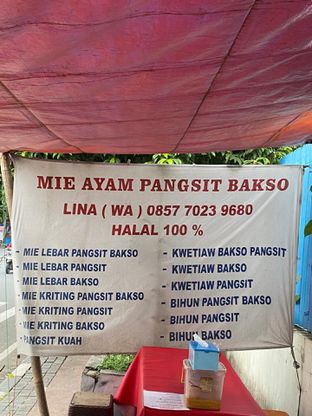 MIE AYAM PANGSIT BAKSO
LINA ( WA ) 0857 7023 9680
HALAL 100 %
- MIE LEBAR PANGSIT BAKSO
- MIE LEBAR PANGSIT
- MIE LEBAR BAKSO
- MIE KRITING PANGSIT BAKSO
- MIE KRITING PANGSIT
- MIE KRITING BAKSO
- PANGSIT KUAH
- KWETIAW BAKSO PANGSIT
- KWETIAW BAKSO
- KWETIAW PANGSIT
- BIHUN PANGSIT BAKSO
- BIHUN PANGSIT
- BIHUN BAKSO